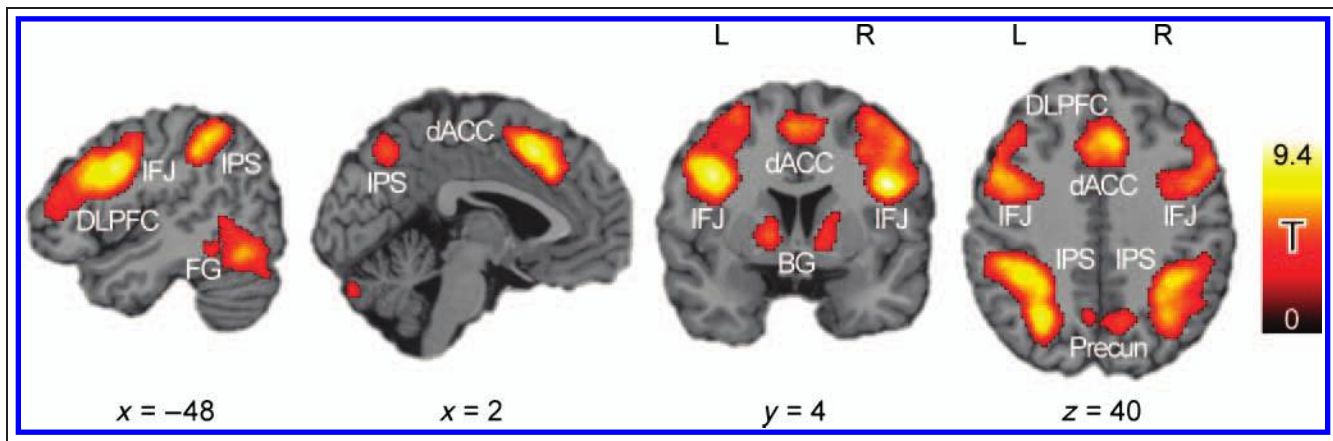 L R L R
DLPFC
dACC
IFJ
IPS
DLPFC
FG
IPS
dACC
IFJ
IFJ
BG
dACC
IFJ
IFJ
IPS
IPS
Precun
9.4
T
0
x = –48
x = 2
y = 4
z = 40